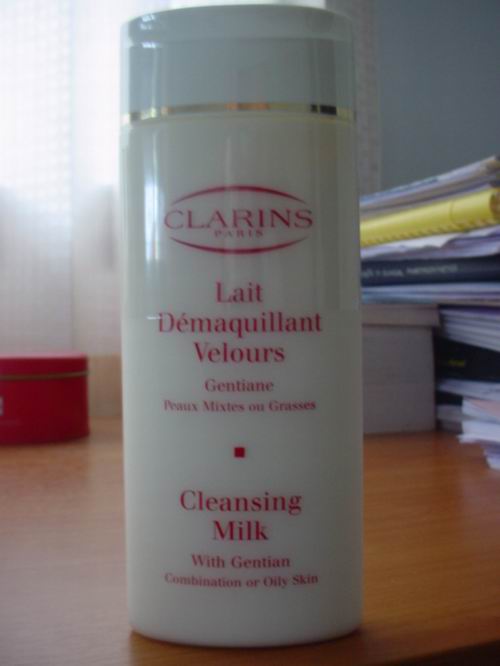 CLARINS
PARIS
Lait
Démaquillant
Velours
Gentiane
Peaux Mixtes ou Grasses
Cleansing
Milk
With Gentian
Combination or Oily Skin